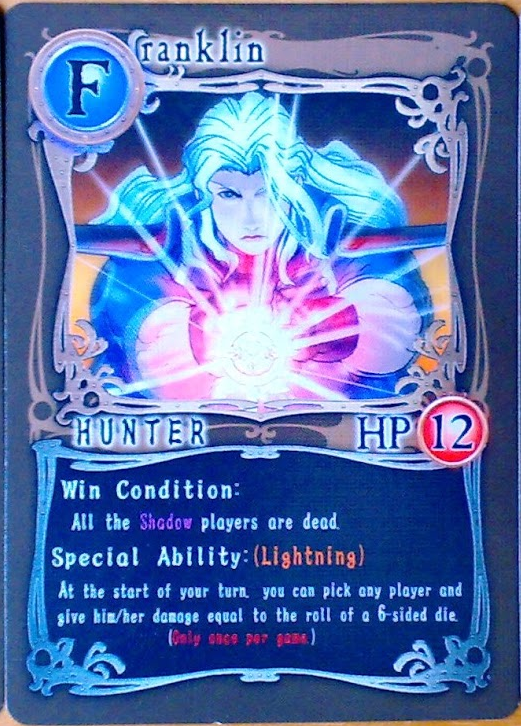 Franklin
HUNTER HP 12
Win Condition:
All the Shadow players are dead.
Special Ability:(Lightning)
At the start of your turn, you can pick any player and
give him/her damage equal to the roll of a 6-sided die.
(Only once per game.)